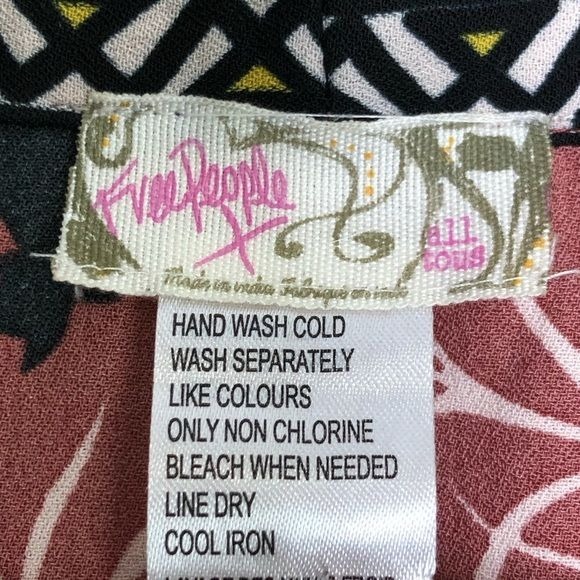 Free People
X
all
tous
Made in india Fabriqué en inde
HAND WASH COLD
WASH SEPARATELY
LIKE COLOURS
ONLY NON CHLORINE
BLEACH WHEN NEEDED
LINE DRY
COOL IRON